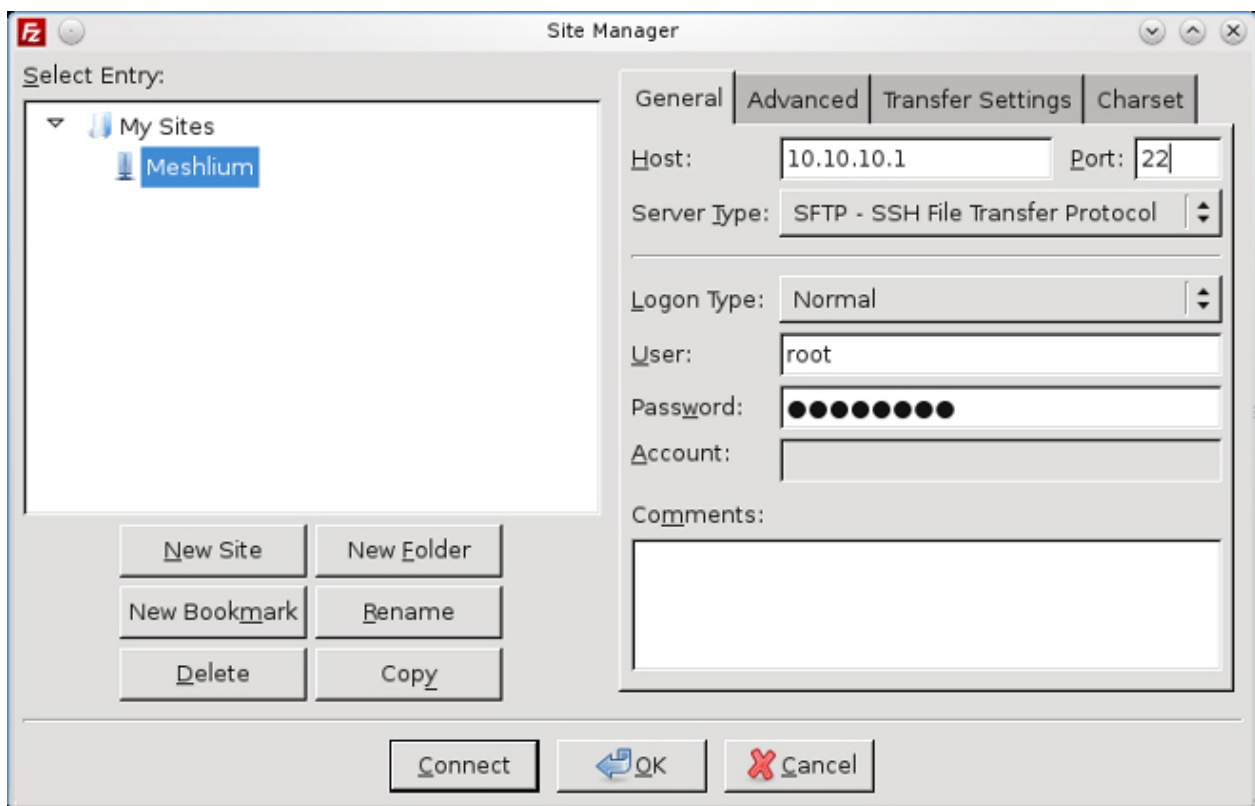 Fz
Site Manager
Select Entry:
My Sites
Meshlium
New Site
New Folder
New Bookmark
Rename
Delete
Copy
General
Advanced
Transfer Settings
Charset
Host:
10.10.10.1
Port:
22
Server Type:
SFTP - SSH File Transfer Protocol
Logon Type:
Normal
User:
root
Password:
●●●●●●●●
Account:
Comments:
Connect
OK
Cancel